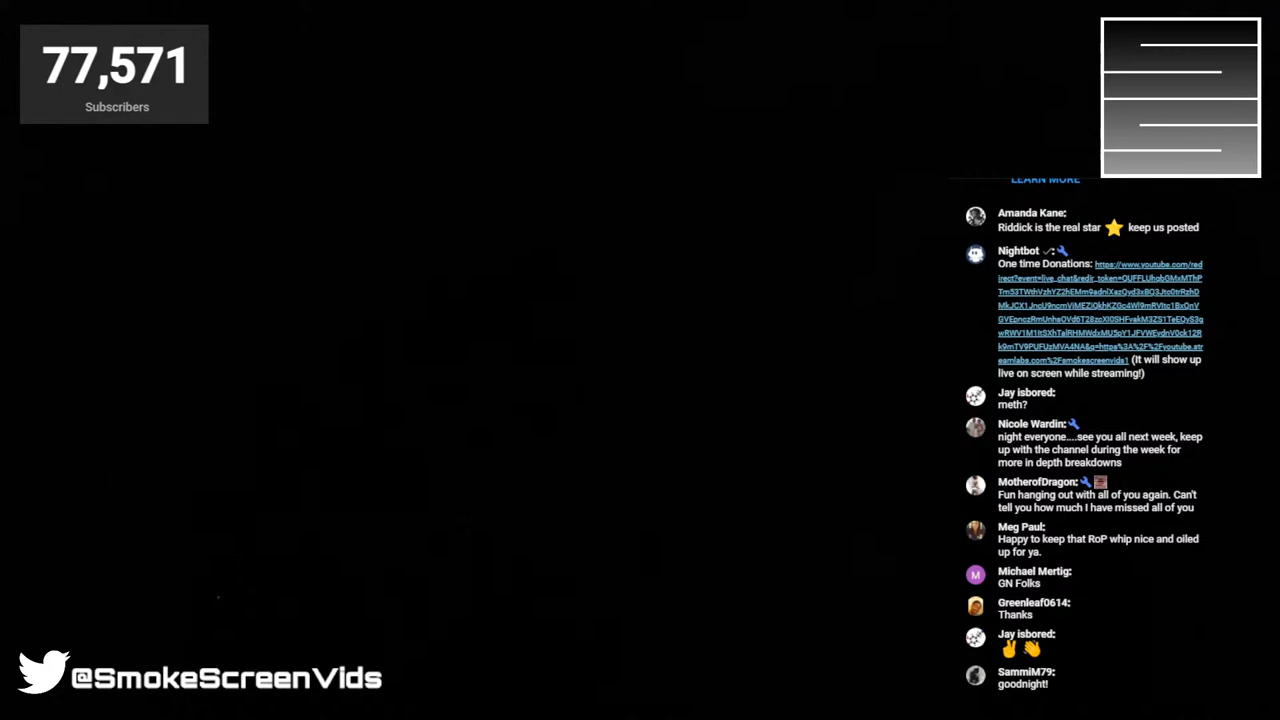 77,571
Subscribers
LEARN MORE
Amanda Kane:
Riddick is the real star ⭐ keep us posted
Nightbot
One time Donations: https://www.youtube.com/red
(It will show up
live on screen while streaming!)
Jay isbored:
meth?
Nicole Wardin:
night everyone....see you all next week, keep
up with the channel during the week for
more in depth breakdowns
MotherofDragon:
Fun hanging out with all of you again. Can't
tell you how much I have missed all of you
Meg Paul:
Happy to keep that RoP whip nice and oiled
up for ya.
M
Michael Mertig:
GN Folks
Greenleaf0614:
Thanks
Jay isbored:
✌👏
SammiM79:
goodnight!
@SmokeScreenVids